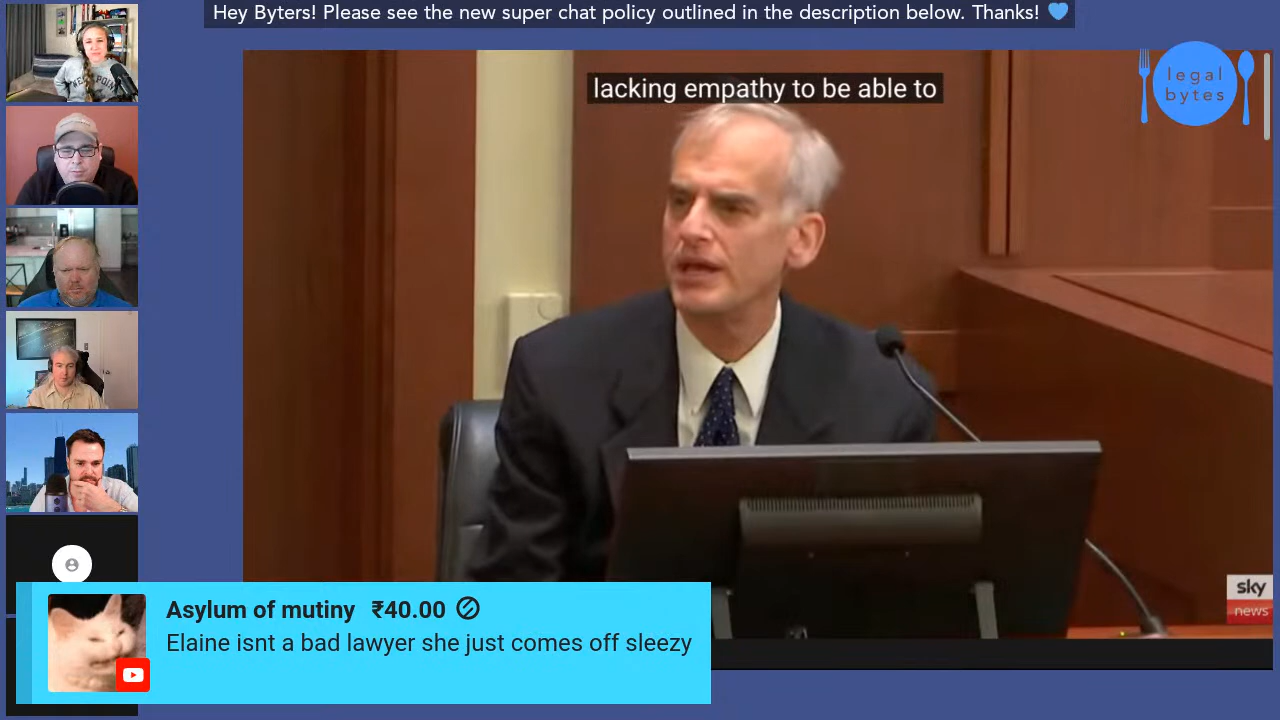 Hey Byters! Please see the new super chat policy outlined in the description below. Thanks! 💙
legal
bytes
lacking empathy to be able to
sky
news
Asylum of mutiny ₹40.00
Elaine isnt a bad lawyer she just comes off sleezy